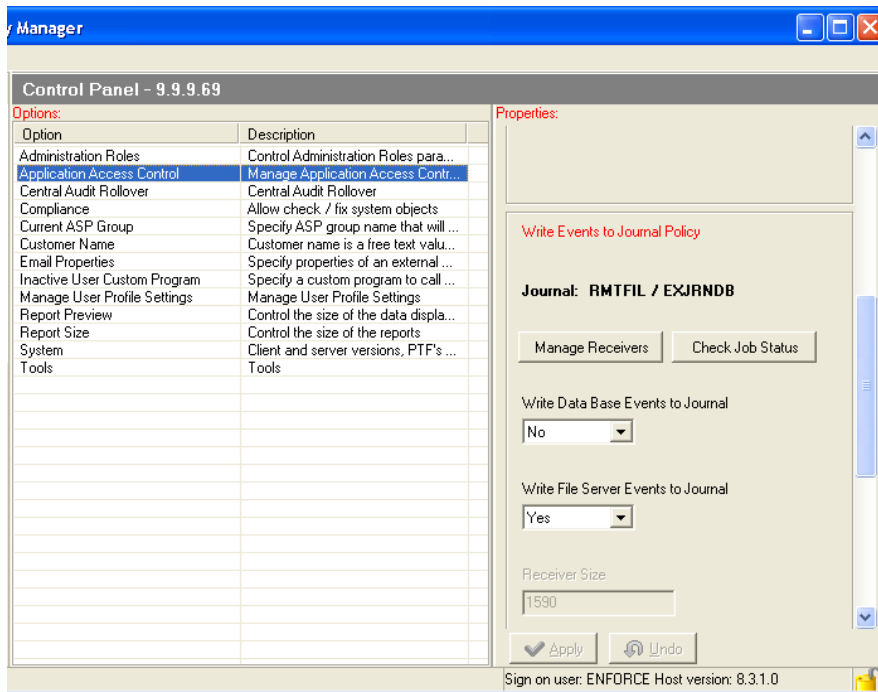 y Manager
Control Panel - 9.9.9.69
Options:
Option Description
Administration Roles Control Administration Roles para...
Application Access Control Manage Application Access Contr...
Central Audit Rollover Central Audit Rollover
Compliance Allow check / fix system objects
Current ASP Group Specify ASP group name that will ...
Customer Name Customer name is a free text valu...
Email Properties Specify properties of an external ...
Inactive User Custom Program Specify a custom program to call ...
Manage User Profile Settings Manage User Profile Settings
Report Preview Control the size of the data displa...
Report Size Control the size of the reports
System Client and server versions, PTF's ...
Tools Tools
Properties:
Write Events to Journal Policy
Journal: RMTFIL / EXJRNDB
Manage Receivers Check Job Status
Write Data Base Events to Journal
No
Write File Server Events to Journal
Yes
Receiver Size
1590
Apply Undo
Sign on user: ENFORCE Host version: 8.3.1.0